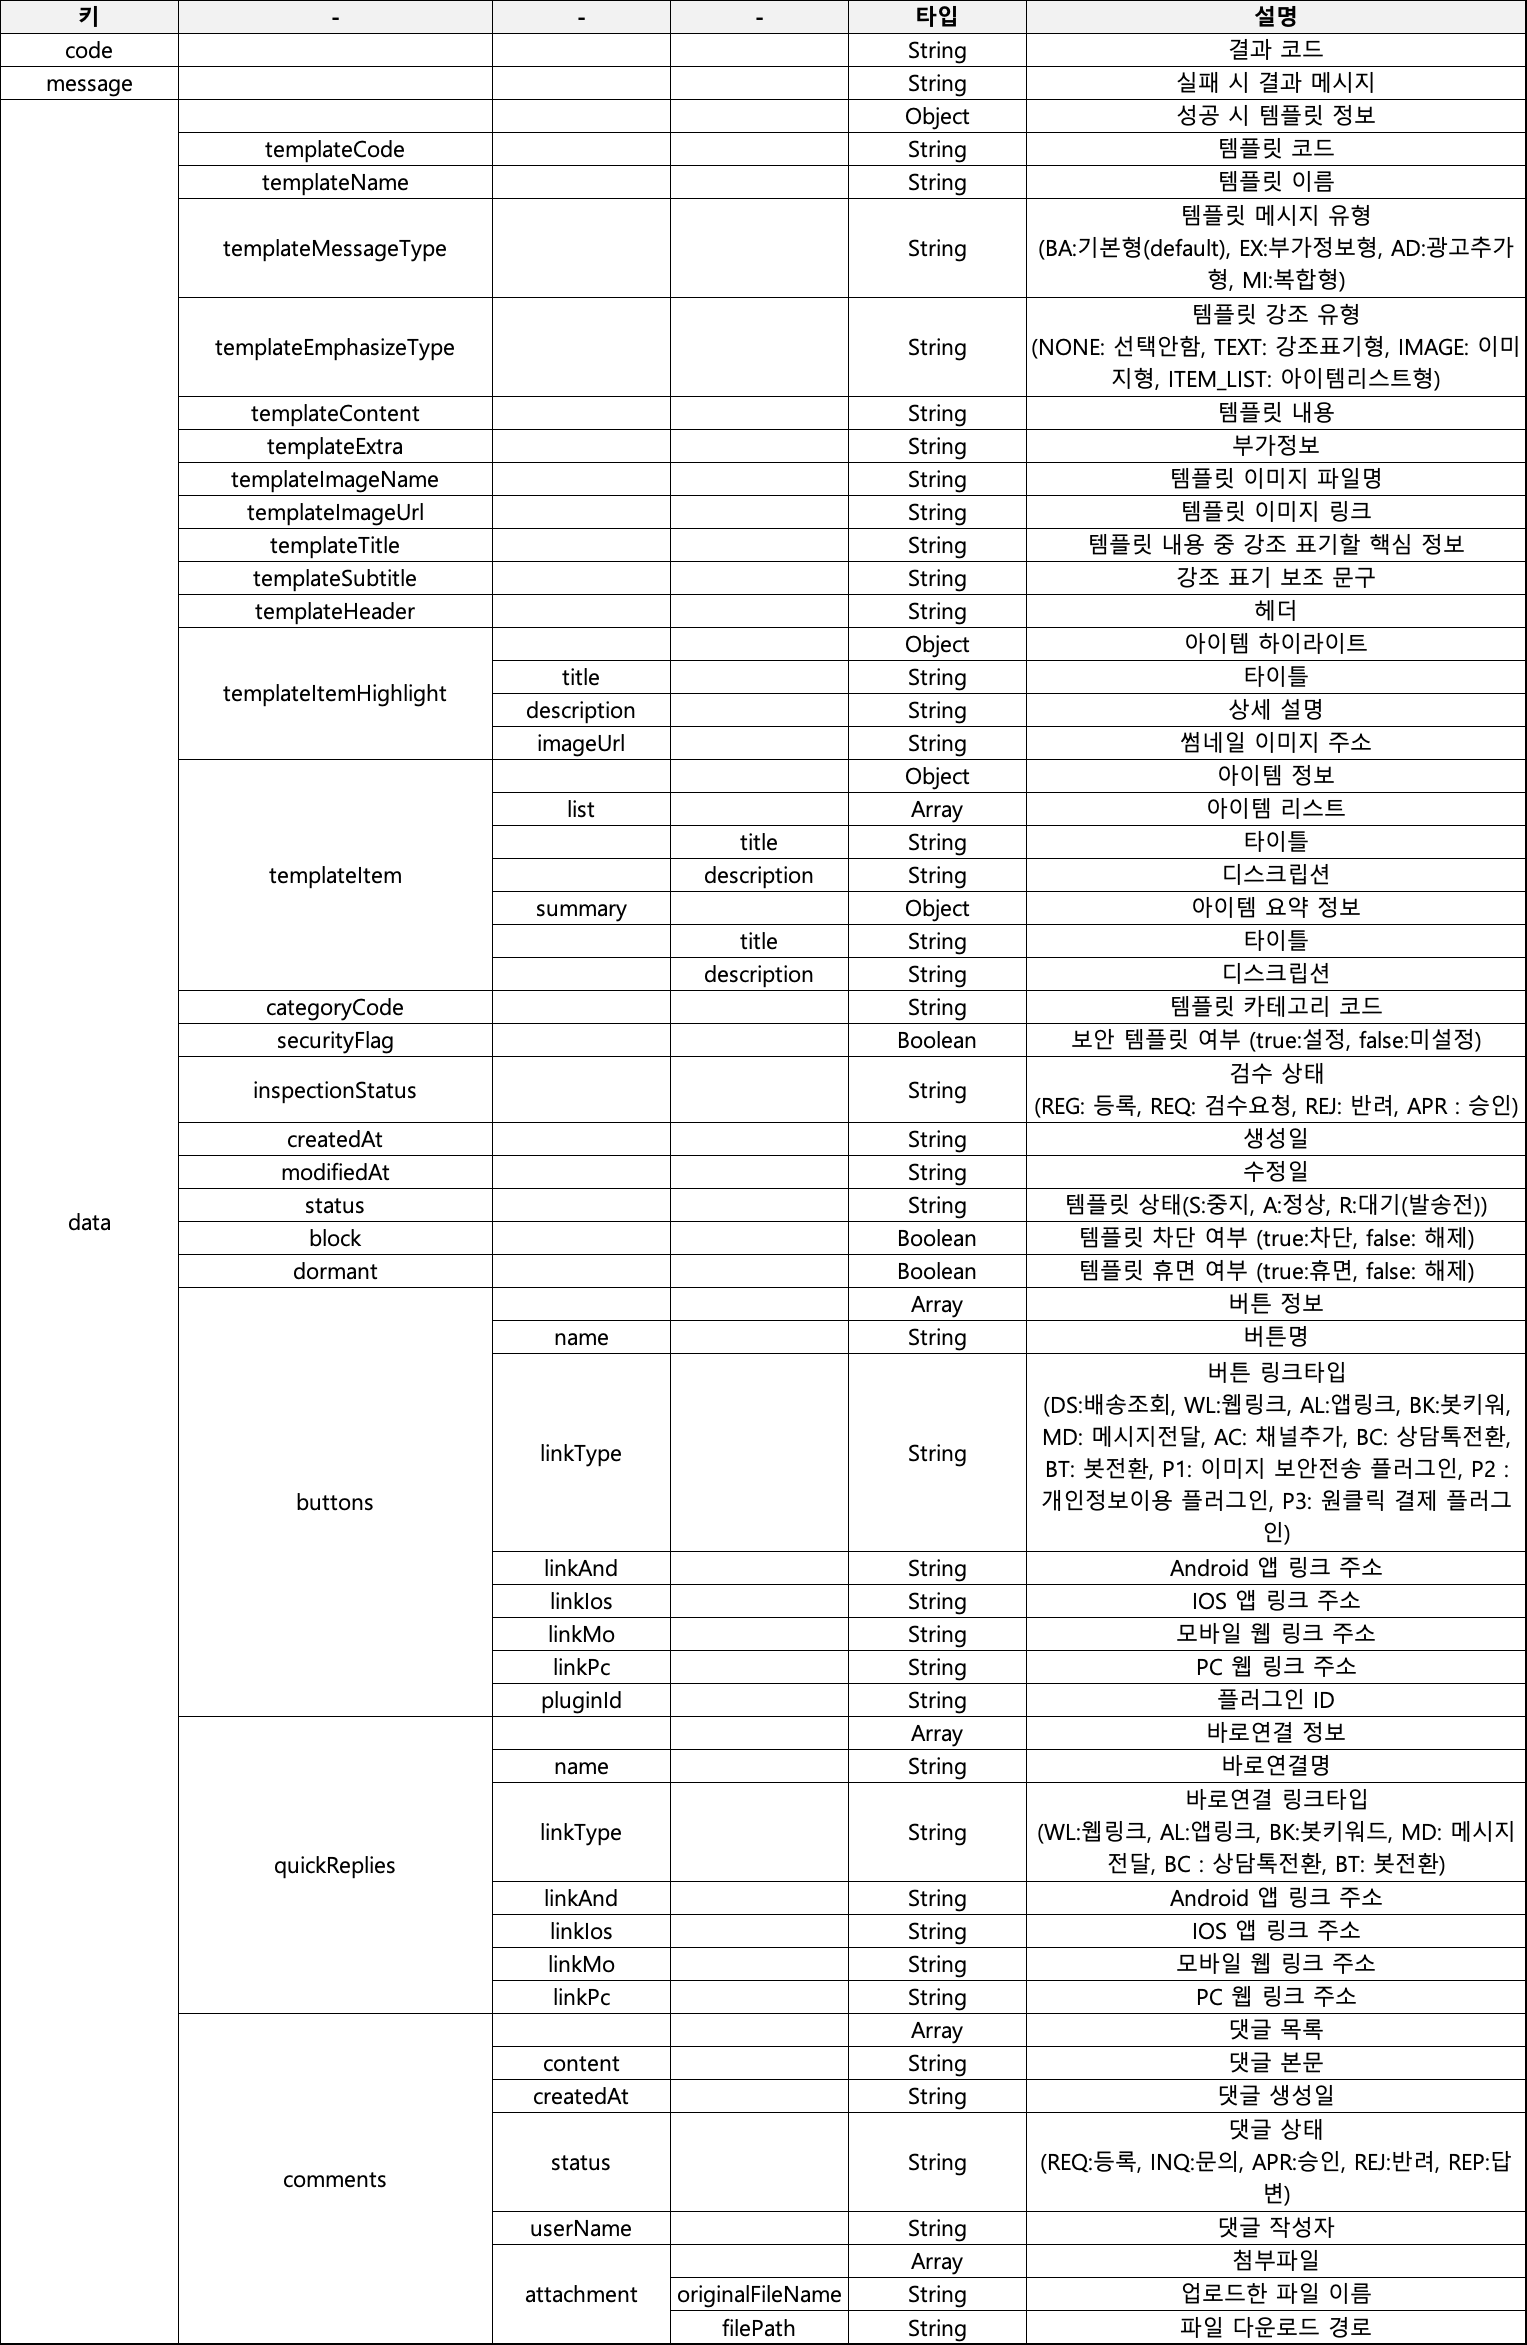 키 - - - 타입 설명
code String 결과 코드
message String 실패 시 결과 메시지
data
Object 성공 시 템플릿 정보
templateCode String 템플릿 코드
templateName String 템플릿 이름
templateMessageType String 템플릿 메시지 유형
(BA:기본형(default), EX:부가정보형, AD:광고추가
형, MI:복합형)
templateEmphasizeType String 템플릿 강조 유형
(NONE: 선택안함, TEXT: 강조표기형, IMAGE: 이미
지형, ITEM_LIST: 아이템리스트형)
templateContent String 템플릿 내용
templateExtra String 부가정보
templateImageName String 템플릿 이미지 파일명
templateImageUrl String 템플릿 이미지 링크
templateTitle String 템플릿 내용 중 강조 표기할 핵심 정보
templateSubtitle String 강조 표기 보조 문구
templateHeader String 헤더
templateItemHighlight
Object 아이템 하이라이트
title String 타이틀
description String 상세 설명
imageUrl String 썸네일 이미지 주소
templateItem
Object 아이템 정보
list Array 아이템 리스트
title String 타이틀
description String 디스크립션
summary Object 아이템 요약 정보
title String 타이틀
description String 디스크립션
categoryCode String 템플릿 카테고리 코드
securityFlag Boolean 보안 템플릿 여부 (true:설정, false:미설정)
inspectionStatus String 검수 상태
(REG: 등록, REQ: 검수요청, REJ: 반려, APR : 승인)
createdAt String 생성일
modifiedAt String 수정일
status String 템플릿 상태(S:중지, A:정상, R:대기(발송전))
block Boolean 템플릿 차단 여부 (true:차단, false: 해제)
dormant Boolean 템플릿 휴면 여부 (true:휴면, false: 해제)
buttons
Array 버튼 정보
name String 버튼명
linkType String 버튼 링크타입
(DS:배송조회, WL:웹링크, AL:앱링크, BK:봇키워,
MD: 메시지전달, AC: 채널추가, BC: 상담톡전환,
BT: 봇전환, P1: 이미지 보안전송 플러그인, P2 :
개인정보이용 플러그인, P3: 원클릭 결제 플러그
인)
linkAnd String Android 앱 링크 주소
linkIos String IOS 앱 링크 주소
linkMo String 모바일 웹 링크 주소
linkPc String PC 웹 링크 주소
pluginId String 플러그인 ID
quickReplies
Array 바로연결 정보
name String 바로연결명
linkType String 바로연결 링크타입
(WL:웹링크, AL:앱링크, BK:봇키워드, MD: 메시지
전달, BC : 상담톡전환, BT: 봇전환)
linkAnd String Android 앱 링크 주소
linkIos String IOS 앱 링크 주소
linkMo String 모바일 웹 링크 주소
linkPc String PC 웹 링크 주소
comments
Array 댓글 목록
content String 댓글 본문
createdAt String 댓글 생성일
status String 댓글 상태
(REQ:등록, INQ:문의, APR:승인, REJ:반려, REP:답
변)
userName String 댓글 작성자
attachment
Array 첨부파일
originalFileName String 업로드한 파일 이름
filePath String 파일 다운로드 경로